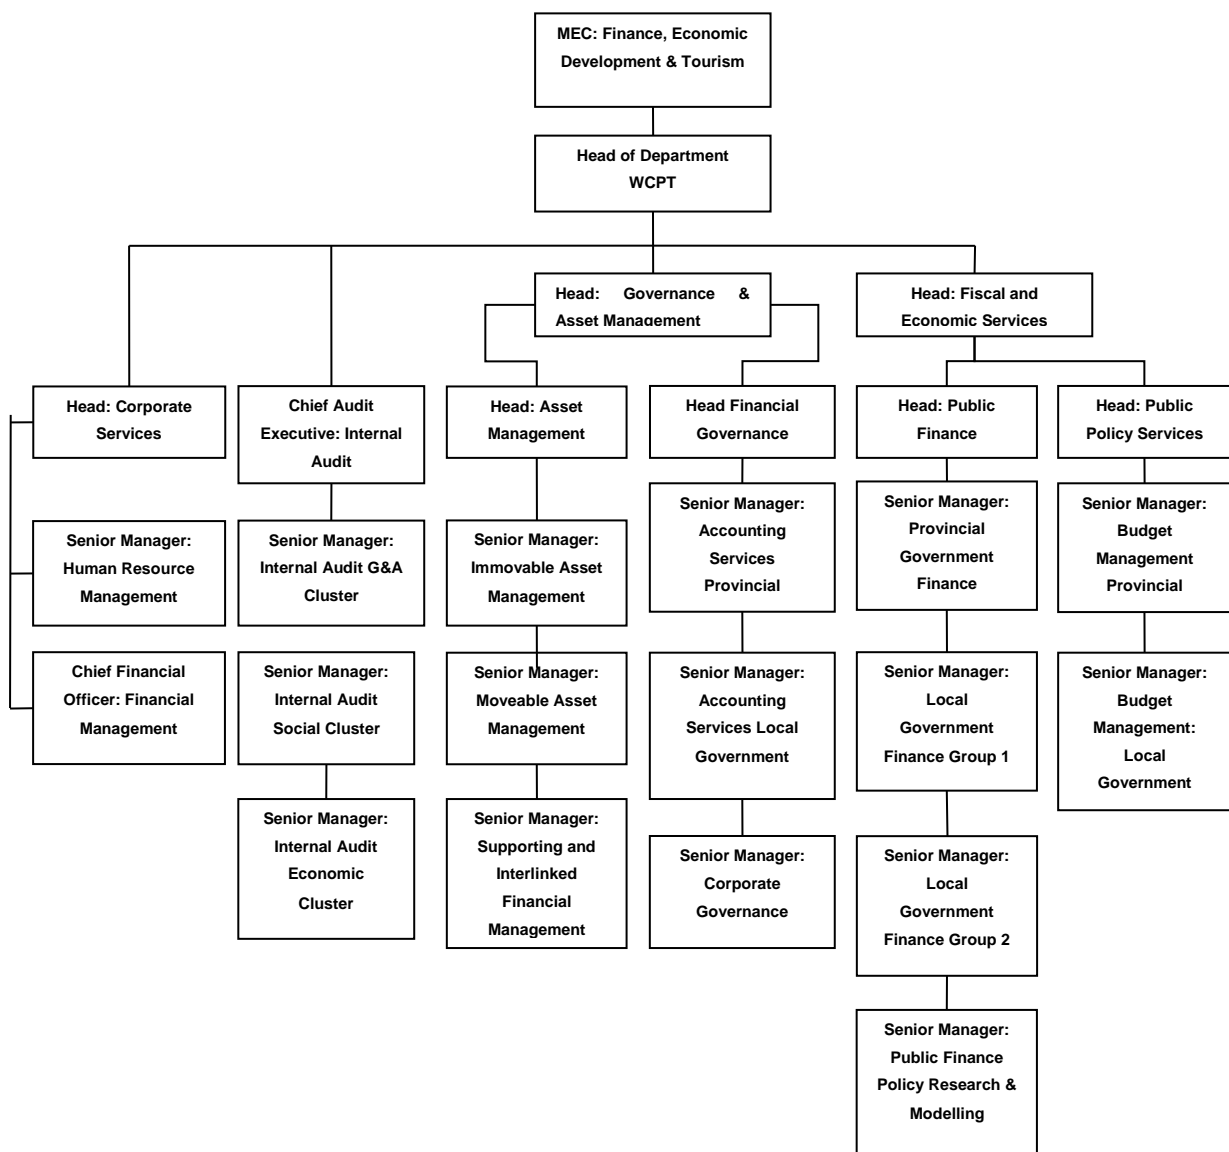 MEC: Finance, Economic
Development & Tourism
Head of Department
WCPT
Head: Governance &
Asset Management
Head: Fiscal and
Economic Services
Head: Corporate
Services
Chief Audit
Executive: Internal
Audit
Head: Asset
Management
Head Financial
Governance
Head: Public
Finance
Head: Public
Policy Services
Senior Manager:
Human Resource
Management
Senior Manager:
Internal Audit G&A
Cluster
Senior Manager:
Immovable Asset
Management
Senior Manager:
Accounting
Services
Provincial
Senior Manager:
Provincial
Government
Finance
Senior Manager:
Budget
Management
Provincial
Chief Financial
Officer: Financial
Management
Senior Manager:
Internal Audit
Social Cluster
Senior Manager:
Moveable Asset
Management
Senior Manager:
Accounting
Services Local
Government
Senior Manager:
Local
Government
Finance Group 1
Senior Manager:
Budget
Management:
Local
Government
Senior Manager:
Internal Audit
Economic
Cluster
Senior Manager:
Supporting and
Interlinked
Financial
Management
Senior Manager:
Corporate
Governance
Senior Manager:
Local
Government
Finance Group 2
Senior Manager:
Public Finance
Policy Research &
Modelling